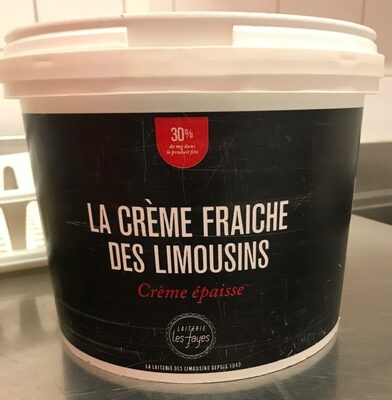 30%
de mg dans
le produit fini
LA CRÈME FRAICHE
DES LIMOUSINS
Crème épaisse
LAITERIE
les fayes
LA LAITERIE DES LIMOUSINS DEPUIS